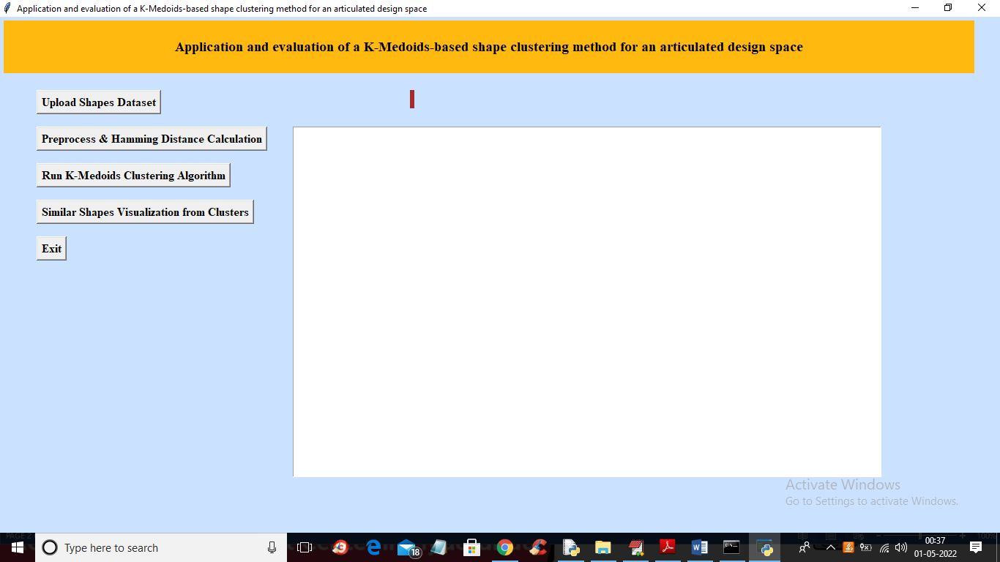 Application and evaluation of a K-Medoids-based shape clustering method for an articulated design space
Application and evaluation of a K-Medoids-based shape clustering method for an articulated design space
Upload Shapes Dataset
Preprocess & Hamming Distance Calculation
Run K-Medoids Clustering Algorithm
Similar Shapes Visualization from Clusters
Exit
Activate Windows
Go to Settings to activate Windows.
PAGE 2
100%
Type here to search
18
00:37
01-05-2022